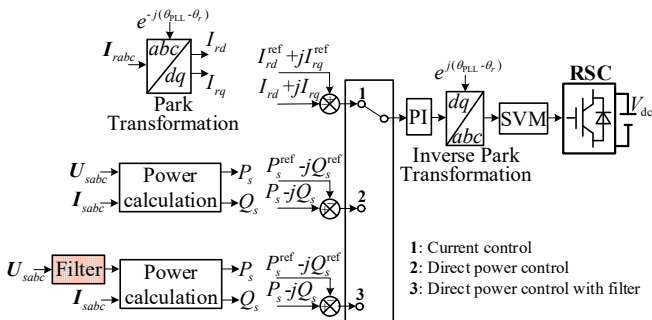 e^{-j(θ_PLL-θ_r)}
I_rabc
abc
dq
I_rd
I_rq
Park
Transformation
I_rd^ref+jI_rq^ref
I_rd+jI_rq
1
PI
e^{j(θ_PLL-θ_r)}
dq
abc
Inverse Park
Transformation
SVM
RSC
V_dc
U_sabc
I_sabc
Power
calculation
P_s
Q_s
P_s^ref-jQ_s^ref
P_s-jQ_s
2
U_sabc
Filter
I_sabc
Power
calculation
P_s
Q_s
P_s^ref-jQ_s^ref
P_s-jQ_s
3
1: Current control
2: Direct power control
3: Direct power control with filter